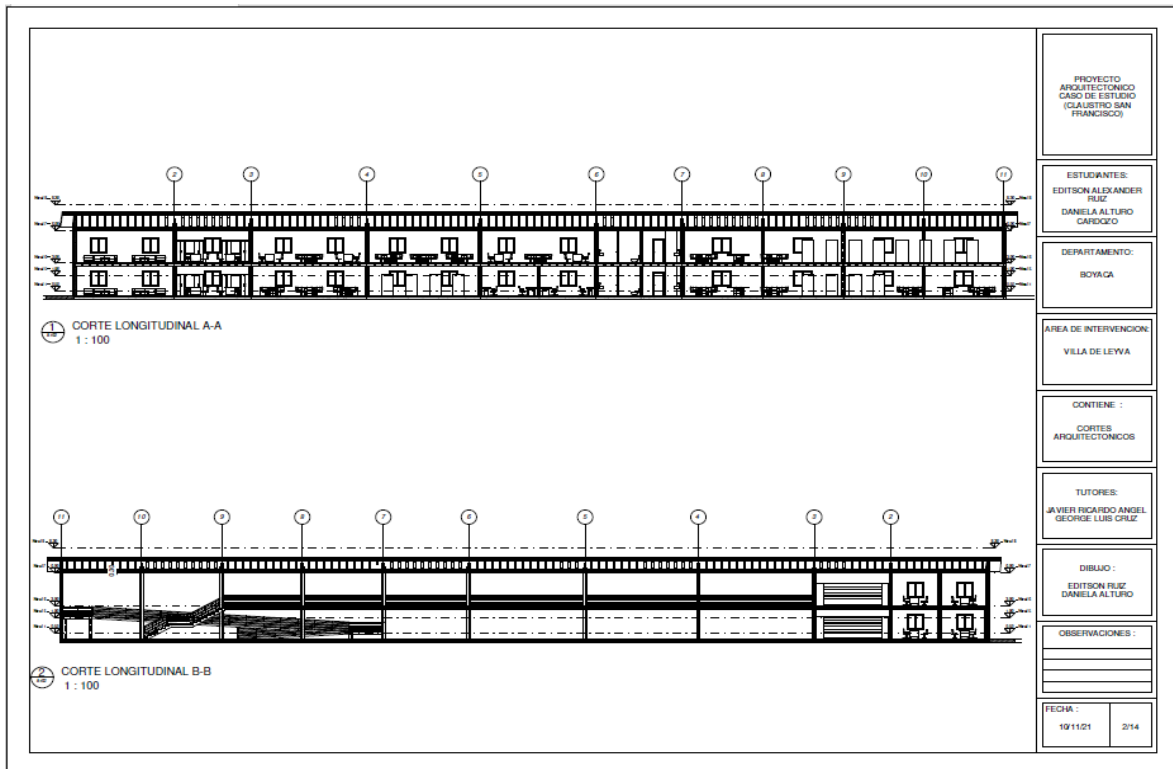 2
3
4
5
6
7
8
9
10
11
1
CORTE LONGITUDINAL A-A
1 : 100
11
10
9
8
7
6
5
4
3
2
2
CORTE LONGITUDINAL B-B
1 : 100
PROYECTO
ARQUITECTONICO
CASO DE ESTUDIO
(CLAUSTRO SAN
FRANCISCO)
ESTUDIANTES:
EDITSON ALEXANDER
RUIZ
DANIELA ALTURO
CARDOZO
DEPARTAMENTO:
BOYACA
AREA DE INTERVENCION:
VILLA DE LEYVA
CONTIENE :
CORTES
ARQUITECTONICOS
TUTORES:
JAVIER RICARDO ANGEL
GEORGE LUIS CRUZ
DIBUJO :
EDITSON RUIZ
DANIELA ALTURO
OBSERVACIONES :
FECHA :
10/11/21
2/14